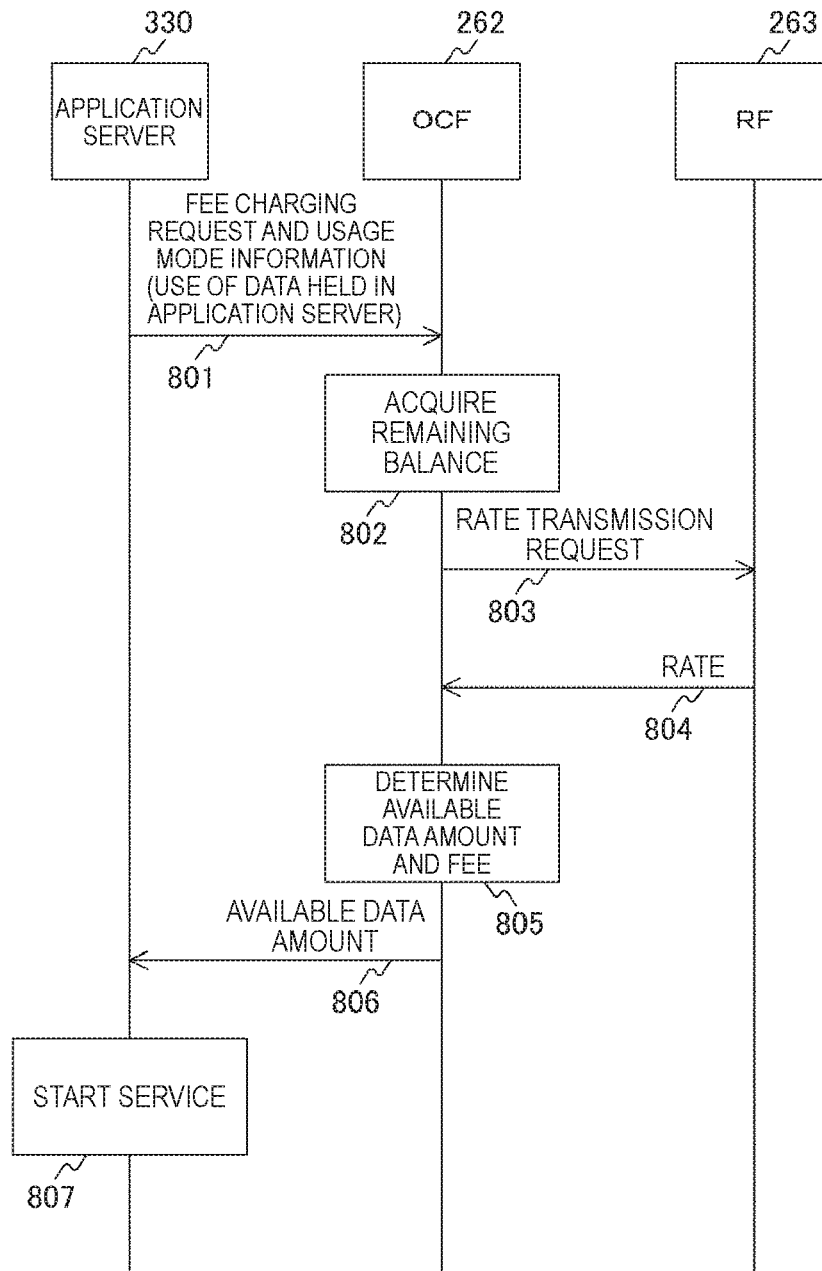 330
262
263
APPLICATION
SERVER
OCF
RF
FEE CHARGING
REQUEST AND USAGE
MODE INFORMATION
(USE OF DATA HELD IN
APPLICATION SERVER)
801
ACQUIRE
REMAINING
BALANCE
802
RATE TRANSMISSION
REQUEST
803
RATE
804
DETERMINE
AVAILABLE
DATA AMOUNT
AND FEE
805
AVAILABLE DATA
AMOUNT
806
START SERVICE
807